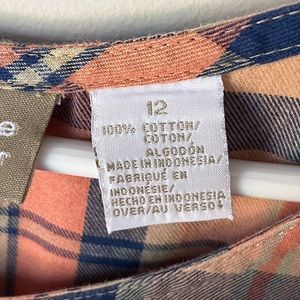 12
100% COTTON/
COTON/
ALGODÓN
MADE IN INDONESIA/
FABRIQUÉ EN
INDONÉSIE/
HECHO EN INDONESIA
OVER/AU VERSO/